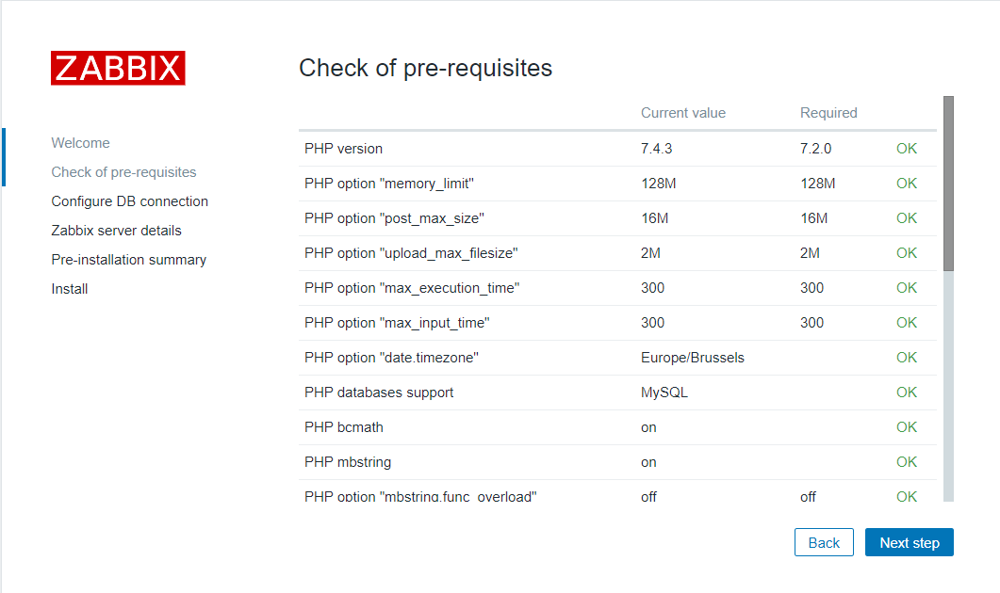 ZABBIX
Check of pre-requisites
Welcome
Check of pre-requisites
Configure DB connection
Zabbix server details
Pre-installation summary
Install
Current value Required
PHP version 7.4.3 7.2.0 OK
PHP option "memory_limit" 128M 128M OK
PHP option "post_max_size" 16M 16M OK
PHP option "upload_max_filesize" 2M 2M OK
PHP option "max_execution_time" 300 300 OK
PHP option "max_input_time" 300 300 OK
PHP option "date.timezone" Europe/Brussels OK
PHP databases support MySQL OK
PHP bcmath on OK
PHP mbstring on OK
PHP option "mbstring.func_overload" off off OK
Back Next step